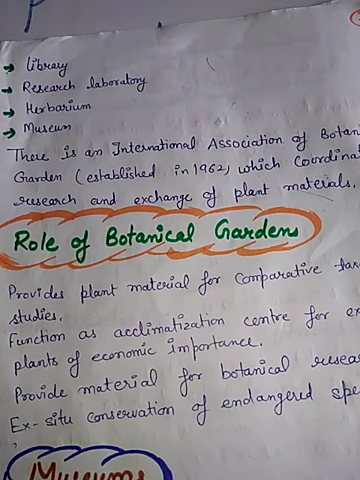 → Library
→ Research laboratory
→ Herbarium
→ Museum
There is an International Association of
Garden (established in 1962) which
research and exchange of plant materials.
Role of Botanical Gardens
Provides plant material for comparative
studies.
Function as acclimatization centre for
plants of economic importance.
Provide material for botanical
Ex-situ conservation of endangered
Museums